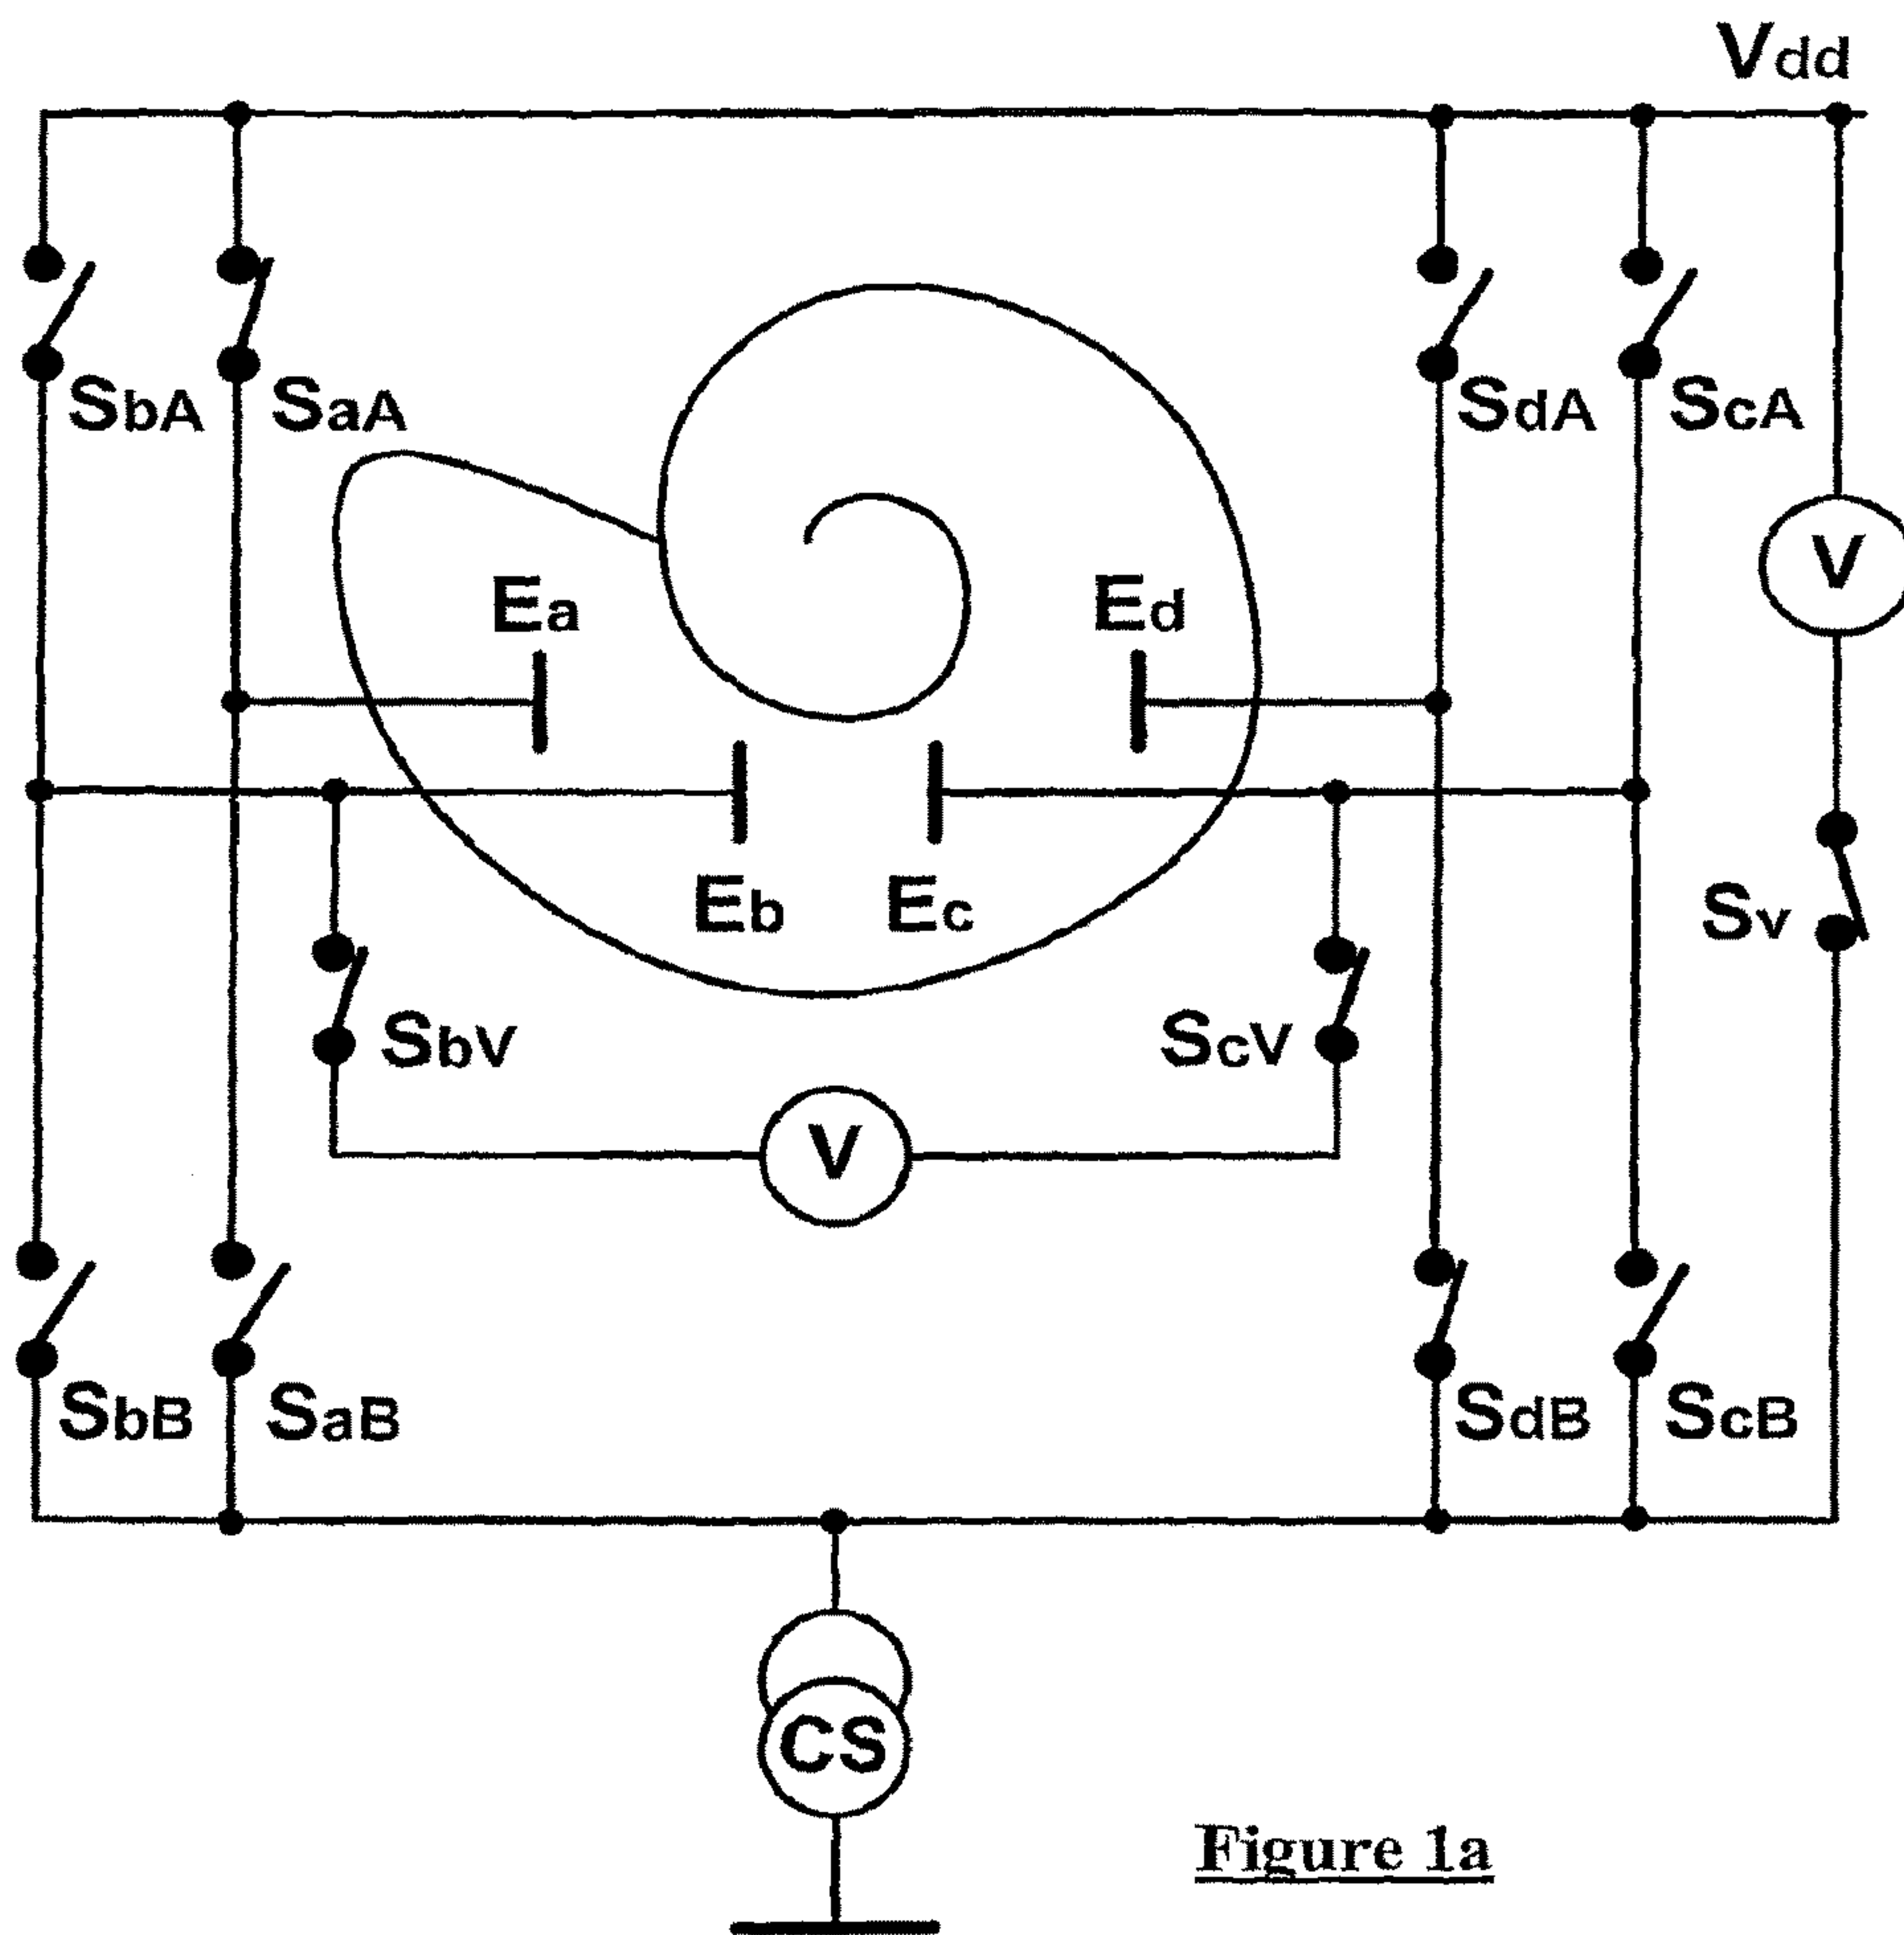 Vdd
SbA
SaA
SdA
ScA
V
Ea
Ed
Eb
Ec
Sv
SbV
ScV
V
SbB
SaB
SdB
ScB
CS
Figure 1a